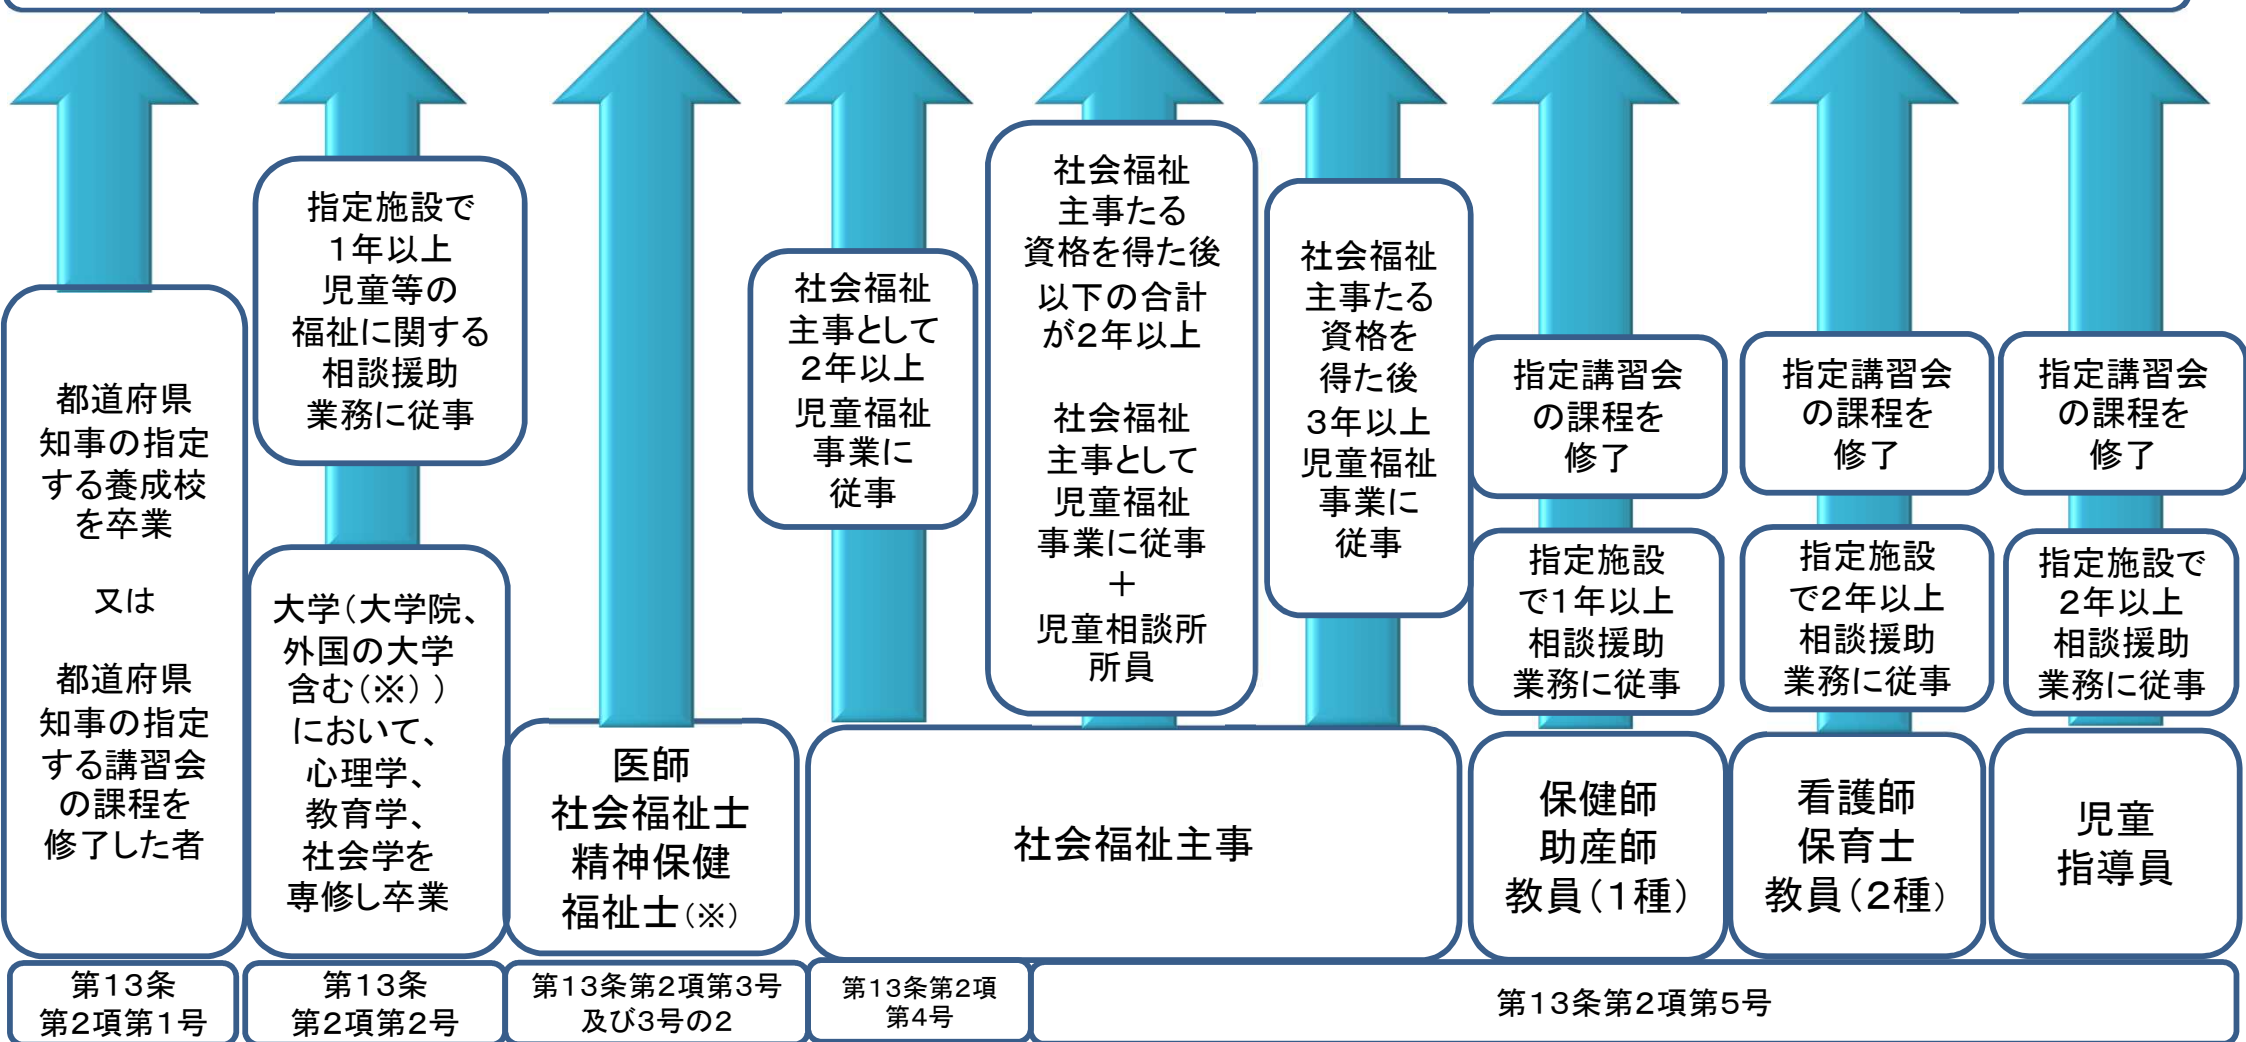 都道府県
知事の指定
する養成校
を卒業
又は
都道府県
知事の指定
する講習会
の課程を
修了した者
第13条
第2項第1号
指定施設で
1年以上
児童等の
福祉に関する
相談援助
業務に従事
大学(大学院、
外国の大学
含む(※))
において、
心理学、
教育学、
社会学を
専修し卒業
第13条
第2項第2号
医師
社会福祉士
精神保健
福祉士(※)
第13条第2項第3号
及び3号の2
社会福祉
主事として
2年以上
児童福祉
事業に
従事
社会福祉
主事たる
資格を得た後
以下の合計
が2年以上
社会福祉
主事として
児童福祉
事業に従事
+
児童相談所
所員
社会福祉
主事たる
資格を
得た後
3年以上
児童福祉
事業に
従事
社会福祉主事
第13条第2項
第4号
指定講習会
の課程を
修了
指定施設
で1年以上
相談援助
業務に従事
保健師
助産師
教員(1種)
指定講習会
の課程を
修了
指定施設
で2年以上
相談援助
業務に従事
看護師
保育士
教員(2種)
指定講習会
の課程を
修了
指定施設で
2年以上
相談援助
業務に従事
児童
指導員
第13条第2項第5号